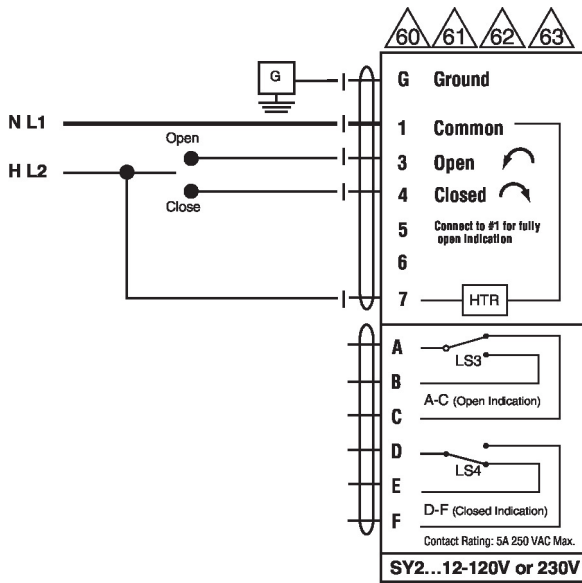 60 61 62 63
G G Ground
N L1 1 Common
Open 3 Open
H L2 4 Closed
Close
5 Connect to #1 for fully
open indication
6
7 HTR
A LS3
B
A-C (Open Indication)
C
D
LS4
E
D-F (Closed Indication)
F
Contact Rating: 5A 250 VAC Max.
SY2...12-120V or 230V